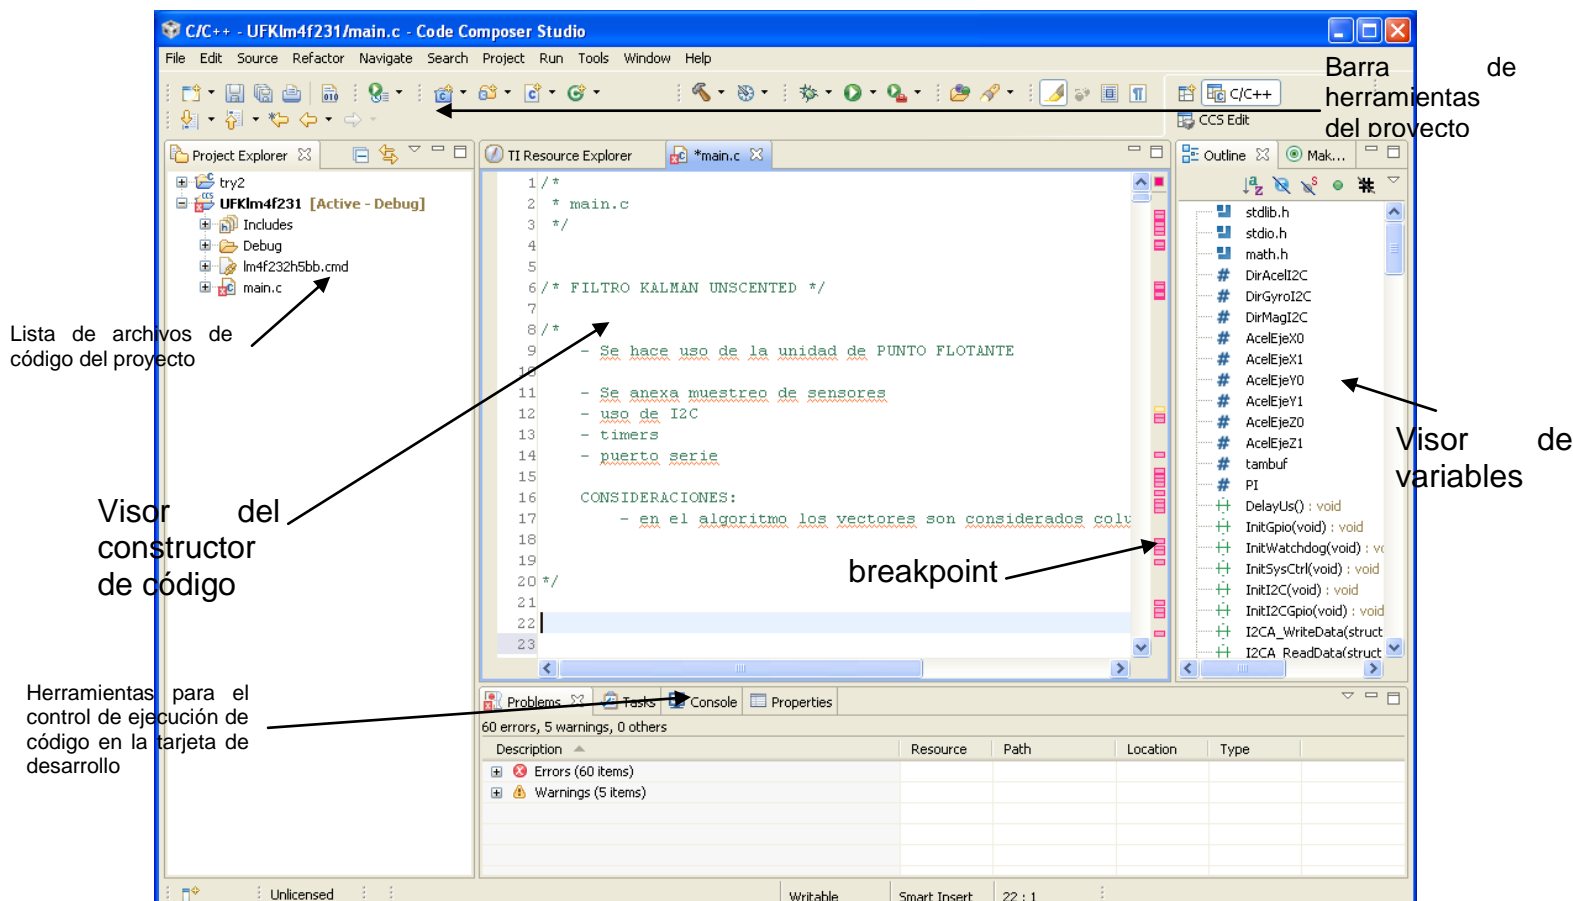 C/C++ - UFKlm4f231/main.c - Code Composer Studio
File Edit Source Refactor Navigate Search Project Run Tools Window Help
Barra de
herramientas
del proyecto
C/C++
CCS Edit
Project Explorer
TI Resource Explorer
*main.c
Outline
Mak...
try2
UFKlm4f231 [Active - Debug]
Includes
Debug
lm4f232h5bb.cmd
main.c
Lista de archivos de
código del proyecto
1 /*
2 * main.c
3 */
4
5
6 /* FILTRO KALMAN UNSCENTED */
7
8 /*
9 - Se hace uso de la unidad de PUNTO FLOTANTE
10
11 - Se anexa muestreo de sensores
12 - uso de I2C
13 - timers
14 - puerto serie
15
16 CONSIDERACIONES:
17 - en el algoritmo los vectores son considerados colu
18
19
20 */
21
22
23
Visor del
constructor
de código
breakpoint
stdlib.h
stdio.h
math.h
DirAcelI2C
DirGyroI2C
DirMagI2C
AcelEjeX0
AcelEjeX1
AcelEjeY0
AcelEjeY1
AcelEjeZ0
AcelEjeZ1
tambuf
PI
DelayUs() : void
InitGpio(void) : void
InitWatchdog(void) : vo
InitSysCtrl(void) : void
InitI2C(void) : void
InitI2CGpio(void) : void
I2CA_WriteData(struct
I2CA_ReadData(struct
Visor de
variables
Herramientas para el
control de ejecución de
código en la tarjeta de
desarrollo
Problems
Tasks
Console
Properties
60 errors, 5 warnings, 0 others
Description Resource Path Location Type
Errors (60 items)
Warnings (5 items)
Unlicensed
Writable
Smart Insert
22 : 1